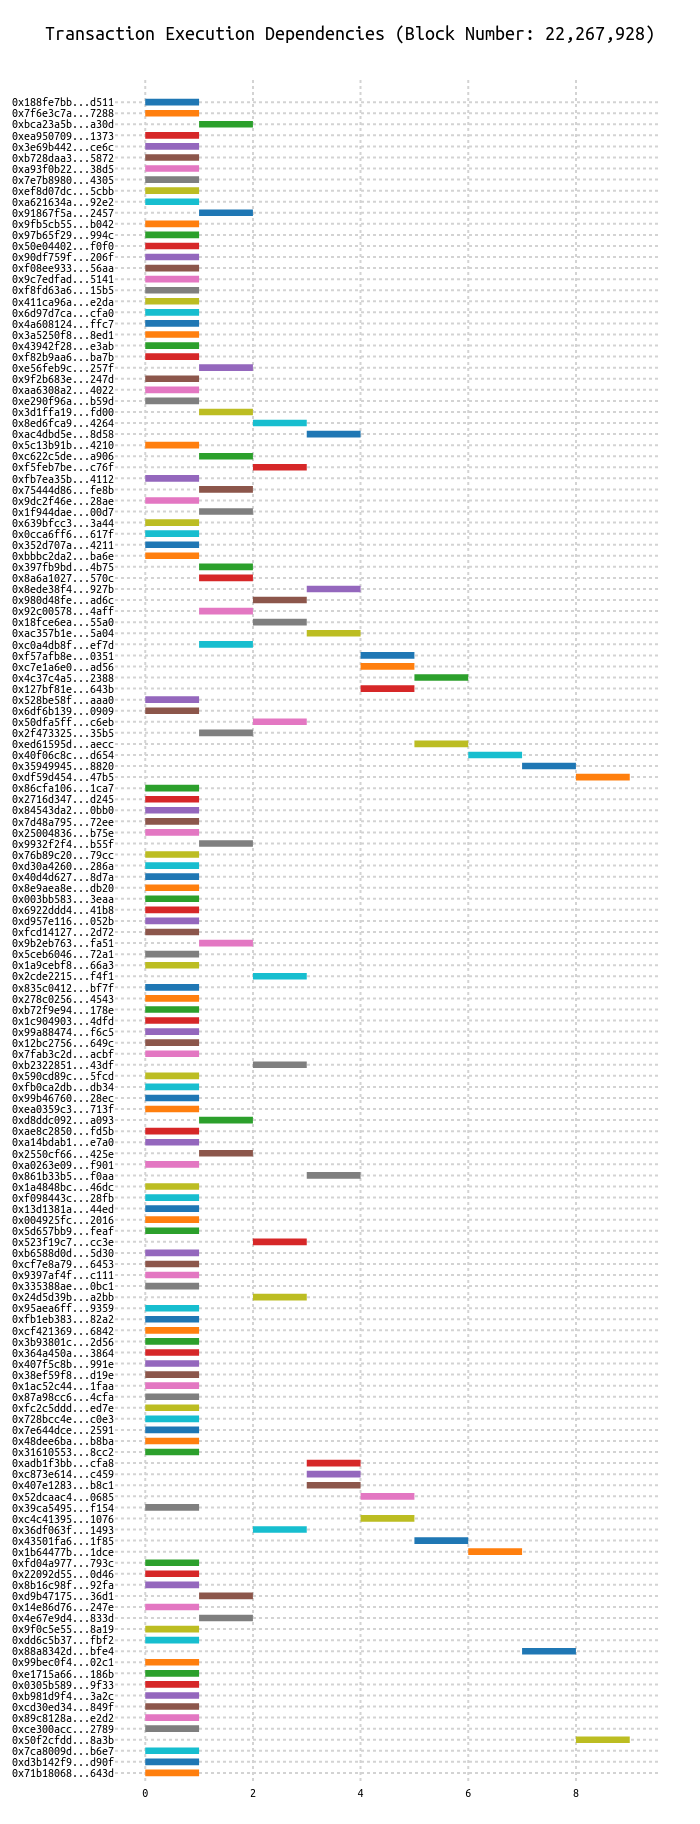 Transaction Execution Dependencies (Block Number: 22,267,928)
0x188fe7bb...d511
0x7f6e3c7a...7288
0xbca23a5b...a30d
0xea950709...1373
0x3e69b442...ce6c
0xb728daa3...5872
0xa93f0b22...38d5
0x7e7b8980...4305
0xef8d07dc...5cbb
0xa621634a...92e2
0x91867f5a...2457
0x9fb5cb55...b042
0x97b65f29...994c
0x50e04402...f0f0
0x90df759f...206f
0xf08ee933...56aa
0x9c7edfad...5141
0xf8fd63a6...15b5
0x411ca96a...e2da
0x6d97d7ca...cfa0
0x4a608124...ffc7
0x3a5250f8...8ed1
0x43942f28...e3ab
0xf82b9aa6...ba7b
0xe56feb9c...257f
0x9f2b683e...247d
0xaa6308a2...4022
0xe290f96a...b59d
0x3d1ffa19...fd00
0x8ed6fca9...4264
0xac4dbd5e...8d58
0x5c13b91b...4210
0xc622c5de...a906
0xf5feb7be...c76f
0xfb7ea35b...4112
0x75444d86...fe8b
0x9dc2f46e...28ae
0x1f944dae...00d7
0x639bfcc3...3a44
0x0cca6ff6...617f
0x352d707a...4211
0xbbbc2da2...ba6e
0x397fb9bd...4b75
0x8a6a1027...570c
0x8ede38f4...927b
0x980d48fe...ad6c
0x92c00578...4aff
0x18fce6ea...55a0
0xac357b1e...5a04
0xc0a4db8f...ef7d
0xf57afb8e...0351
0xc7e1a6e0...ad56
0x4c37c4a5...2388
0x127bf81e...643b
0x528be58f...aaa0
0x6df6b139...0909
0x50dfa5ff...c6eb
0x2f473325...35b5
0xed61595d...aecc
0x40f06c8c...d654
0x35949945...8820
0xdf59d454...47b5
0x86cfa106...1ca7
0x2716d347...d245
0x84543da2...0bb0
0x7d48a795...72ee
0x25004836...b75e
0x9932f2f4...b55f
0x76b89c20...79cc
0xd30a4260...286a
0x40d4d627...8d7a
0x8e9aea8e...db20
0x003bb583...3eaa
0x6922ddd4...41b8
0xd957e116...052b
0xfcd14127...2d72
0x9b2eb763...fa51
0x5ceb6046...72a1
0x1a9cebf8...66a3
0x2cde2215...f4f1
0x835c0412...bf7f
0x278c0256...4543
0xb72f9e94...178e
0x1c904903...4dfd
0x99a88474...f6c5
0x12bc2756...649c
0x7fab3c2d...acbf
0xb2322851...43df
0x590cd89c...5fcd
0xfb0ca2db...db34
0x99b46760...28ec
0xea0359c3...713f
0xd8ddc092...a093
0xae8c2850...fd5b
0xa14bdab1...e7a0
0x2550cf66...425e
0xa0263e09...f901
0x861b33b5...f0aa
0x1a4848bc...46dc
0xf098443c...28fb
0x13d1381a...44ed
0x004925fc...2016
0x5d657bb9...feaf
0x523f19c7...cc3e
0xb6588d0d...5d30
0xcf7e8a79...6453
0x9397af4f...c111
0x335388ae...0bc1
0x24d5d39b...a2bb
0x95aea6ff...9359
0xfb1eb383...82a2
0xcf421369...6842
0x3b93801c...2d56
0x364a450a...3864
0x407f5c8b...991e
0x38ef59f8...d19e
0x1ac52c44...1faa
0x87a98cc6...4cfa
0xfc2c5ddd...ed7e
0x728bcc4e...c0e3
0x7e644dce...2591
0x48dee6ba...b8ba
0x31610553...8cc2
0xadb1f3bb...cfa8
0xc873e614...c459
0x407e1283...b8c1
0x52dcaac4...0685
0x39ca5495...f154
0xc4c41395...1076
0x36df063f...1493
0x43501fa6...1f85
0x1b64477b...1dce
0xfd04a977...793c
0x22092d55...0d46
0x8b16c98f...92fa
0xd9b47175...36d1
0x14e86d76...247e
0x4e67e9d4...833d
0x9f0c5e55...8a19
0xdd6c5b37...fbf2
0x88a8342d...bfe4
0x99bec0f4...02c1
0xe1715a66...186b
0x0305b589...9f33
0xb981d9f4...3a2c
0xcd30ed34...849f
0x89c8128a...e2d2
0xce300acc...2789
0x50f2cfdd...8a3b
0x7ca8009d...b6e7
0xd3b142f9...d90f
0x71b18068...643d
0 2 4 6 8